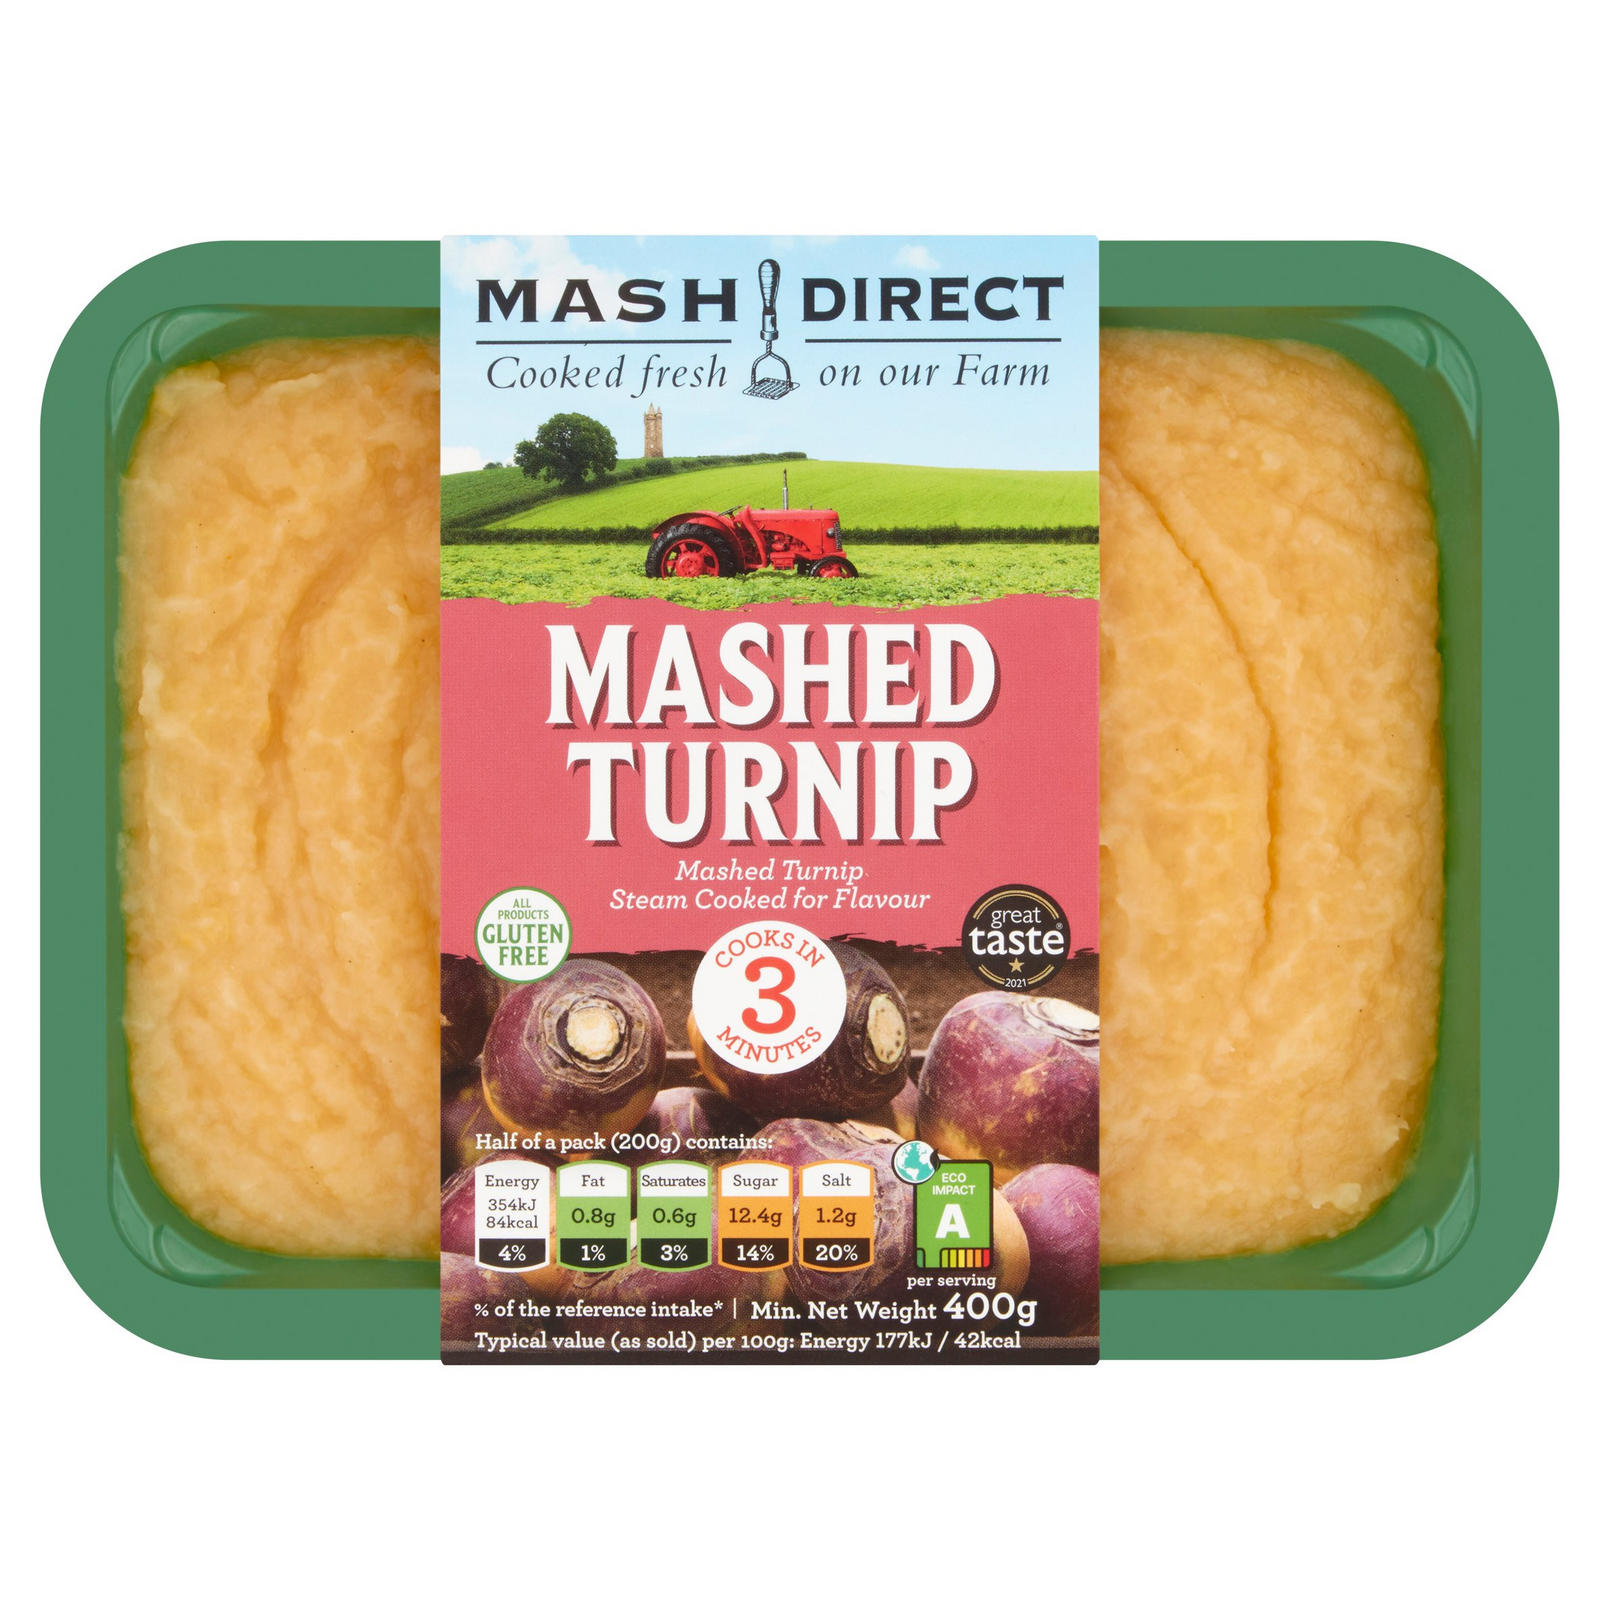 MASH DIRECT
Cooked fresh on our Farm
MASHED
TURNIP
Mashed Turnip
Steam Cooked for Flavour
ALL
PRODUCTS
GLUTEN
FREE
COOKS IN
3
MINUTES
great
taste®
2021
Half of a pack (200g) contains:
Energy
354kJ
84kcal
4%
Fat
0.8g
1%
Saturates
0.6g
3%
Sugar
12.4g
14%
Salt
1.2g
20%
ECO
IMPACT
A
per serving
% of the reference intake* | Min. Net Weight 400g
Typical value (as sold) per 100g: Energy 177kJ / 42kcal